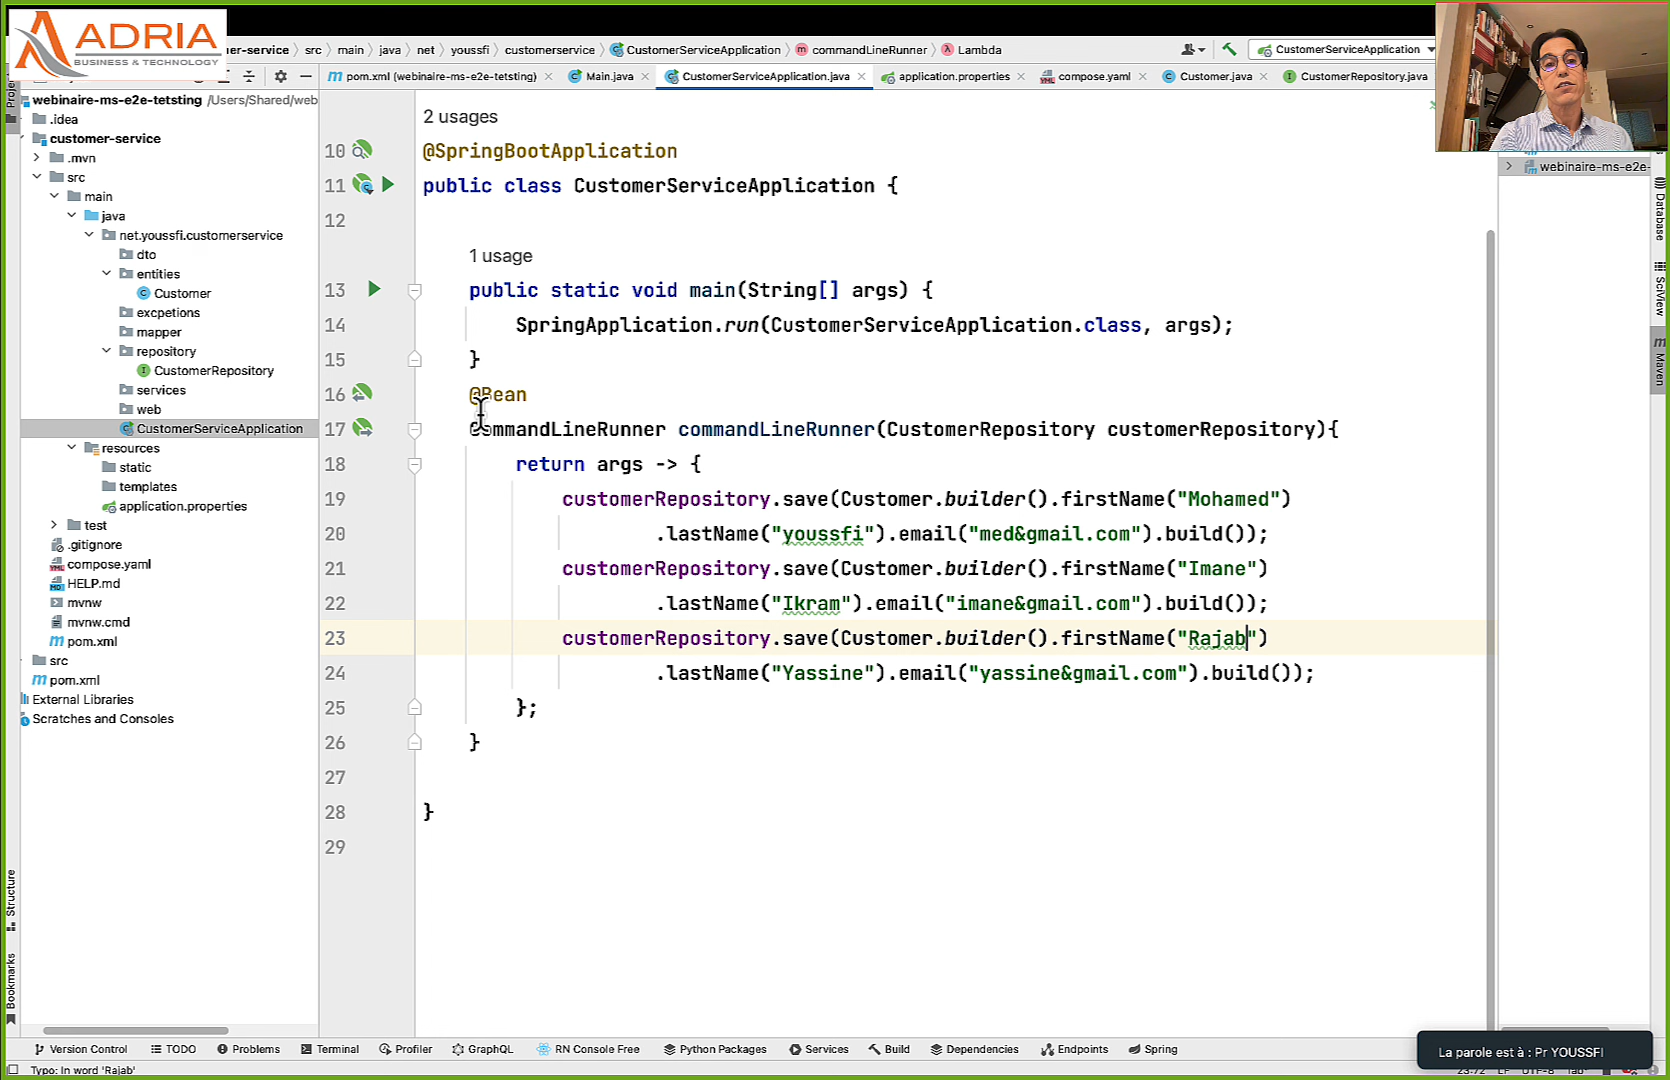 ADRIA
BUSINESS & TECHNOLOGY
er-service
src
main
java
net
youssfi
customerservice
CustomerServiceApplication
commandLineRunner
Lambda
CustomerServiceApplication
pom.xml (webinaire-ms-e2e-tetsting)
Main.java
CustomerServiceApplication.java
application.properties
compose.yaml
Customer.java
CustomerRepository.java
webinaire-ms-e2e-tetsting /Users/Shared/web
.idea
customer-service
.mvn
src
main
java
net.youssfi.customerservice
dto
entities
Customer
excpetions
mapper
repository
CustomerRepository
services
web
CustomerServiceApplication
resources
static
templates
application.properties
test
.gitignore
compose.yaml
HELP.md
mvnw
mvnw.cmd
pom.xml
src
pom.xml
External Libraries
Scratches and Consoles
Structure
Bookmarks
2 usages
10 @SpringBootApplication
11 public class CustomerServiceApplication {
12
1 usage
13 public static void main(String[] args) {
14 SpringApplication.run(CustomerServiceApplication.class, args);
15 }
16 @Bean
17 CommandLineRunner commandLineRunner(CustomerRepository customerRepository){
18 return args -> {
19 customerRepository.save(Customer.builder().firstName("Mohamed")
20 .lastName("youssfi").email("med&gmail.com").build());
21 customerRepository.save(Customer.builder().firstName("Imane")
22 .lastName("Ikram").email("imane&gmail.com").build());
23 customerRepository.save(Customer.builder().firstName("Rajab")
24 .lastName("Yassine").email("yassine&gmail.com").build());
25 };
26 }
27
28 }
29
webinaire-ms-e2e-
Database
SciView
Maven
Version Control
TODO
Problems
Terminal
Profiler
GraphQL
RN Console Free
Python Packages
Services
Build
Dependencies
Endpoints
Spring
La parole est à : Pr YOUSSFI
Typo: In word 'Rajab'